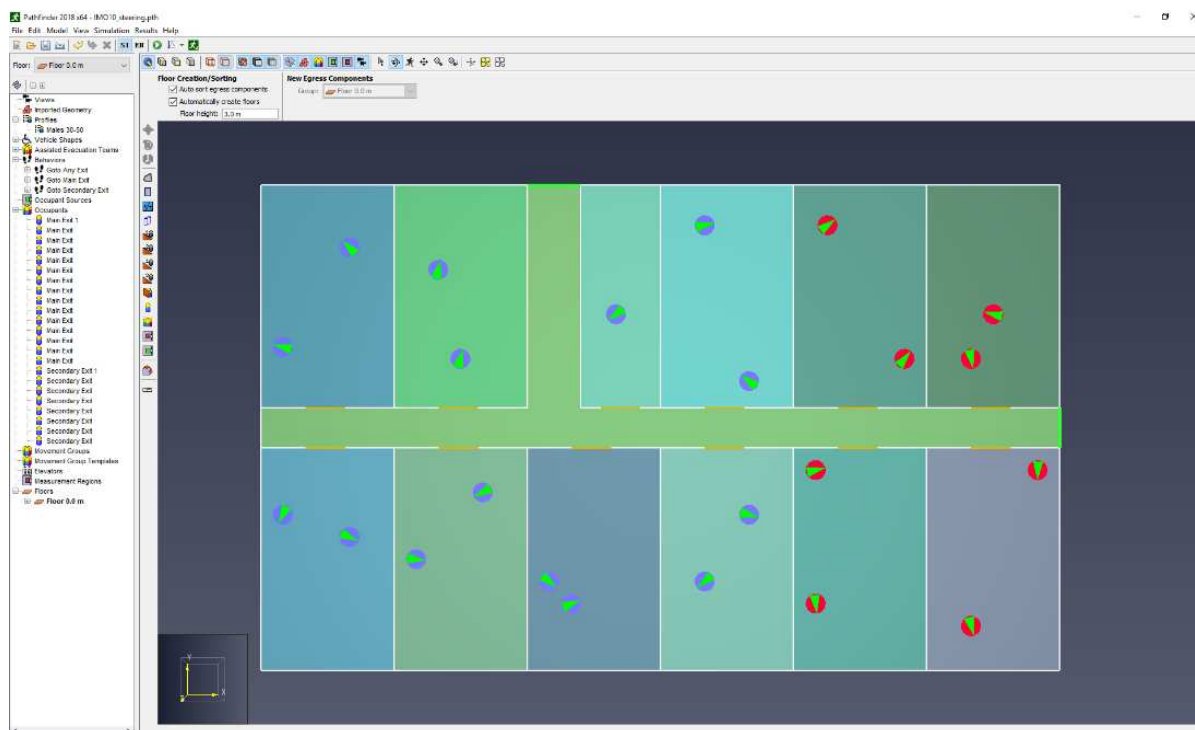 Pathfinder 2018 x64 - IMO10_steering.pth
File Edit Model View Simulation Results Help
Floor: Floor 0.0 m
Floor Creation/Sorting
Auto sort egress components
Automatically create floors
Floor height: 3.0 m
New Egress Components
Group: Floor 0.0 m
Views
Imported Geometry
Profiles
Males 30-50
Vehicle Shapes
Assisted Evacuation Teams
Behaviors
Goto Any Exit
Goto Main Exit
Goto Secondary Exit
Occupant Sources
Occupants
Main Exit 1
Main Exit
Main Exit
Main Exit
Main Exit
Main Exit
Main Exit
Main Exit
Main Exit
Main Exit
Main Exit
Main Exit
Main Exit
Main Exit
Main Exit
Secondary Exit 1
Secondary Exit
Secondary Exit
Secondary Exit
Secondary Exit
Secondary Exit
Secondary Exit
Secondary Exit
Movement Groups
Movement Group Templates
Elevators
Measurement Regions
Floors
Floor 0.0 m
Y
X